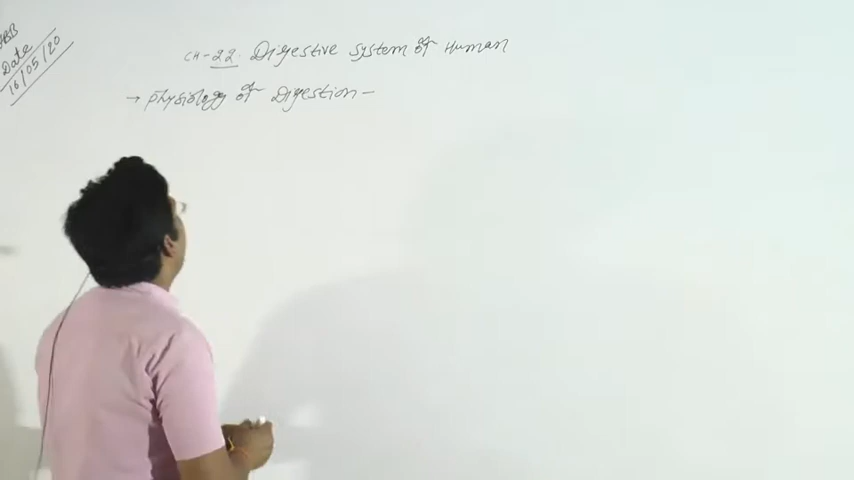 Date
16/05/20
CH-22. Digestive System of Human
→ Physiology of Digestion -